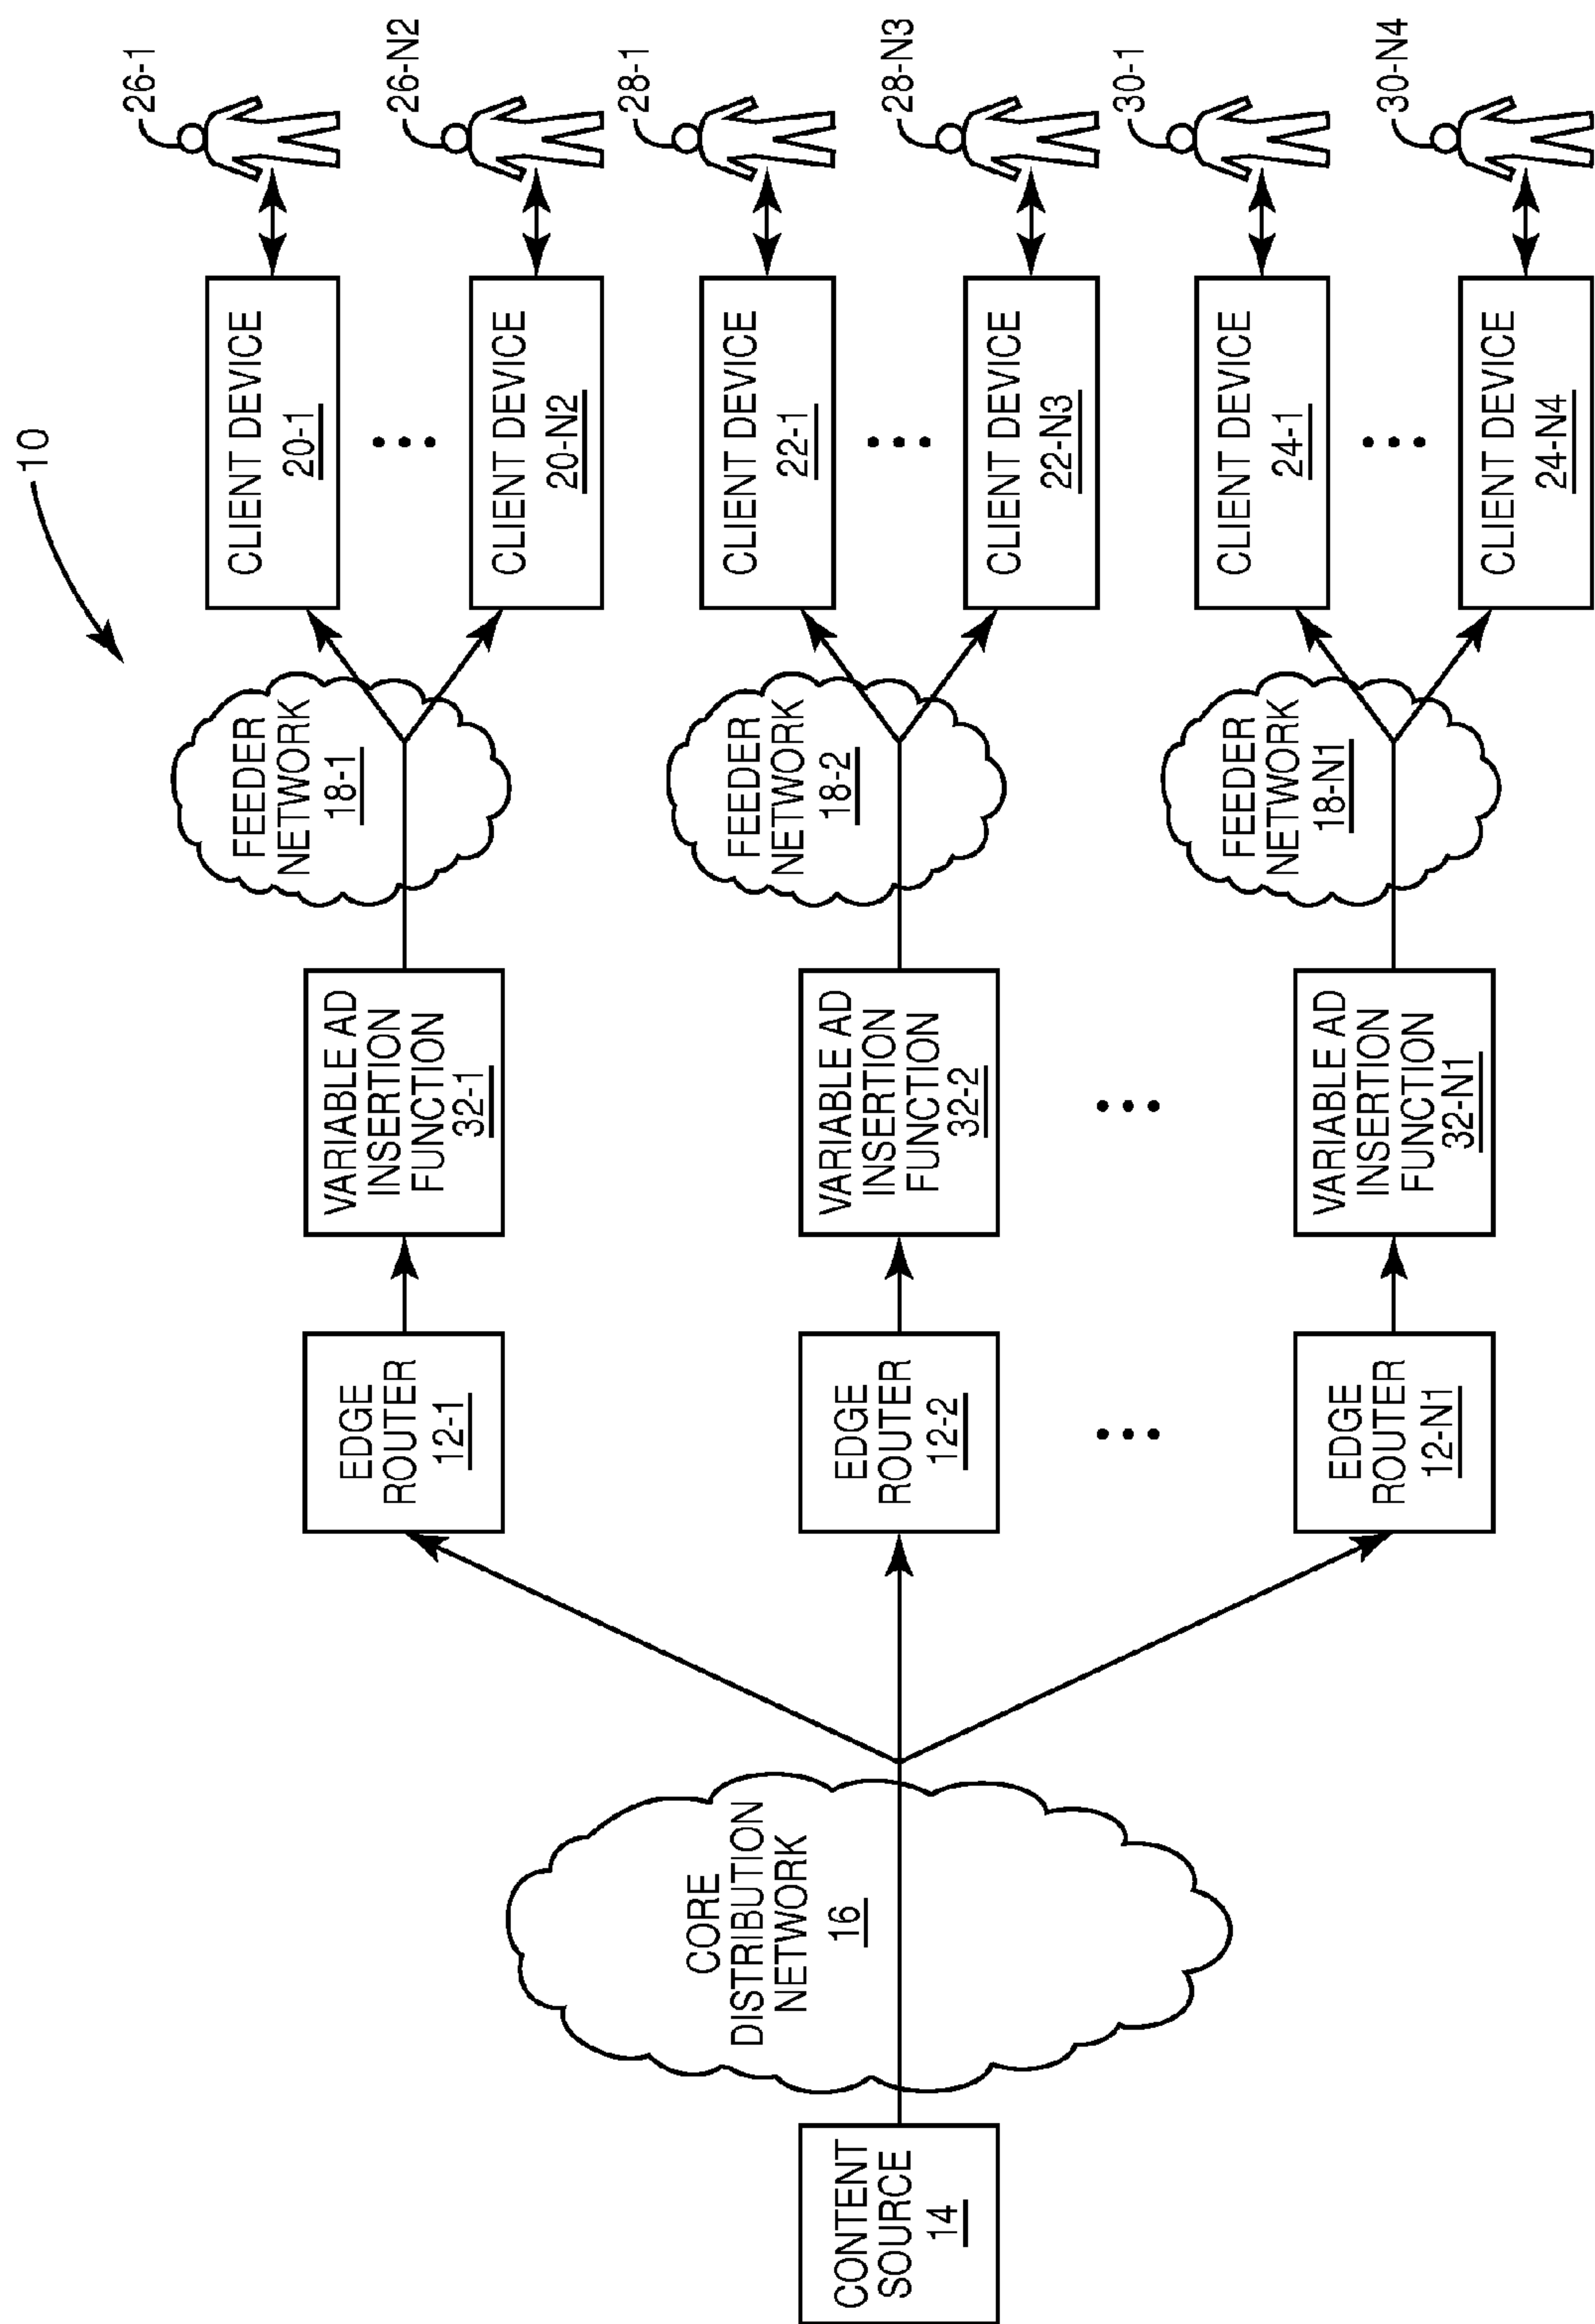 10
CONTENT
SOURCE
14
CORE
DISTRIBUTION
NETWORK
16
EDGE
ROUTER
12-1
VARIABLE AD
INSERTION
FUNCTION
32-1
FEEDER
NETWORK
18-1
CLIENT DEVICE
20-1
26-1
CLIENT DEVICE
20-N2
26-N2
EDGE
ROUTER
12-2
VARIABLE AD
INSERTION
FUNCTION
32-2
FEEDER
NETWORK
18-2
CLIENT DEVICE
22-1
28-1
CLIENT DEVICE
22-N3
28-N3
EDGE
ROUTER
12-N1
VARIABLE AD
INSERTION
FUNCTION
32-N1
FEEDER
NETWORK
18-N1
CLIENT DEVICE
24-1
30-1
CLIENT DEVICE
24-N4
30-N4